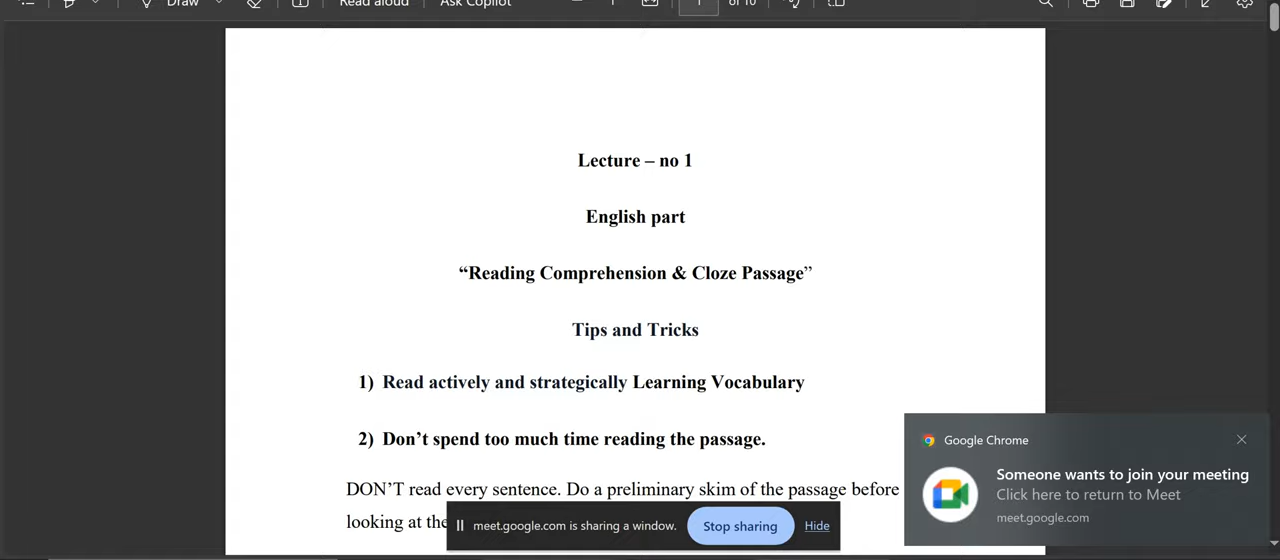 Draw
Read aloud
Ask Copilot
1
of 10
Lecture – no 1
English part
“Reading Comprehension & Cloze Passage”
Tips and Tricks
1) Read actively and strategically Learning Vocabulary
2) Don’t spend too much time reading the passage.
DON’T read every sentence. Do a preliminary skim of the passage before
looking at the
meet.google.com is sharing a window.
Stop sharing
Hide
Google Chrome
Someone wants to join your meeting
Click here to return to Meet
meet.google.com